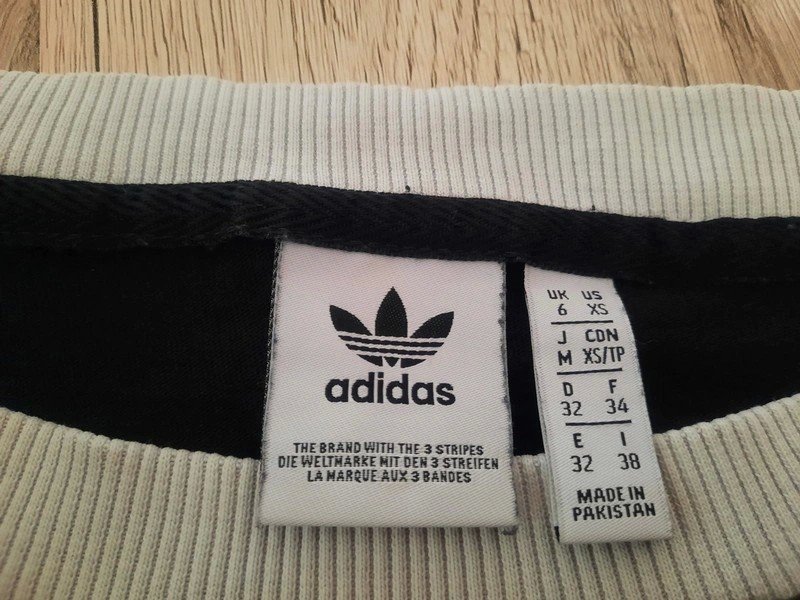 adidas
THE BRAND WITH THE 3 STRIPES
DIE WELTMARKE MIT DEN 3 STREIFEN
LA MARQUE AUX 3 BANDES
UK US
6 XS
J CDN
M XS/TP
D F
32 34
E I
32 38
MADE IN
PAKISTAN